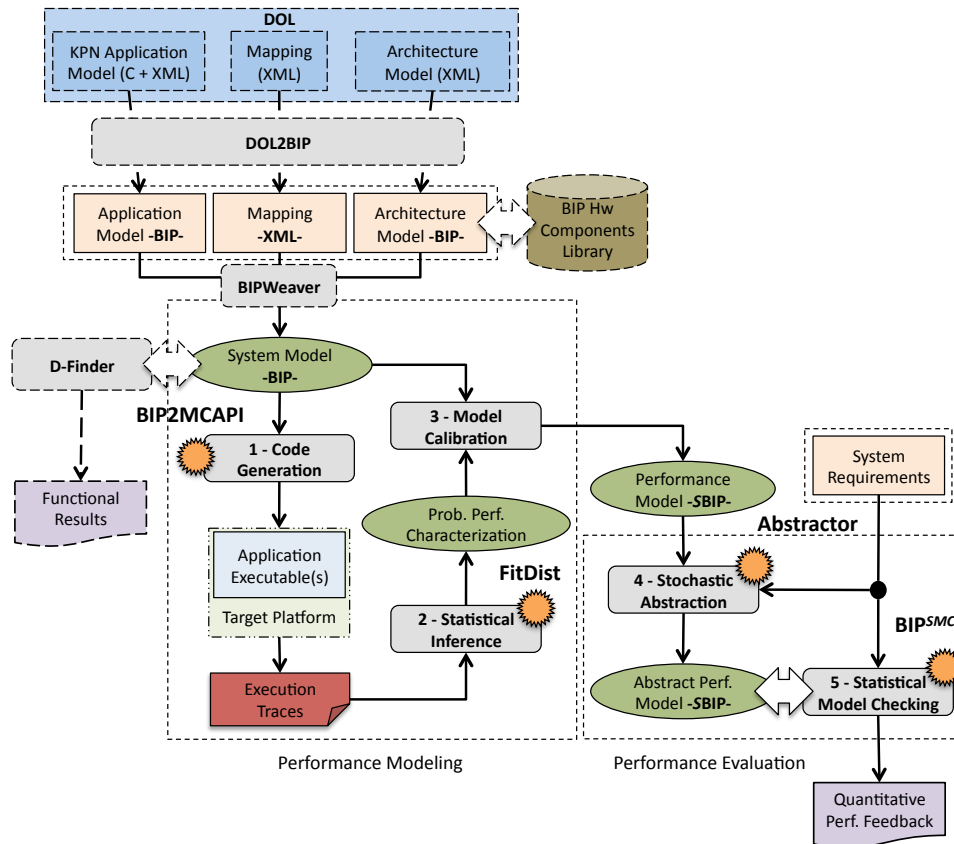 DOL
KPN Application
Model (C + XML)
Mapping
(XML)
Architecture
Model (XML)
DOL2BIP
Application
Model -BIP-
Mapping
-XML-
Architecture
Model -BIP-
BIP Hw
Components
Library
BIPWeaver
D-Finder
System Model
-BIP-
BIP2MCAPI
1 - Code
Generation
3 - Model
Calibration
Functional
Results
Performance
Model -SBIP-
System
Requirements
Prob. Perf.
Characterization
Abstractor
Application
Executable(s)
Target Platform
FitDist
2 - Statistical
Inference
4 - Stochastic
Abstraction
BIPSMC
Execution
Traces
Abstract Perf.
Model -SBIP-
5 - Statistical
Model Checking
Performance Modeling
Performance Evaluation
Quantitative
Perf. Feedback